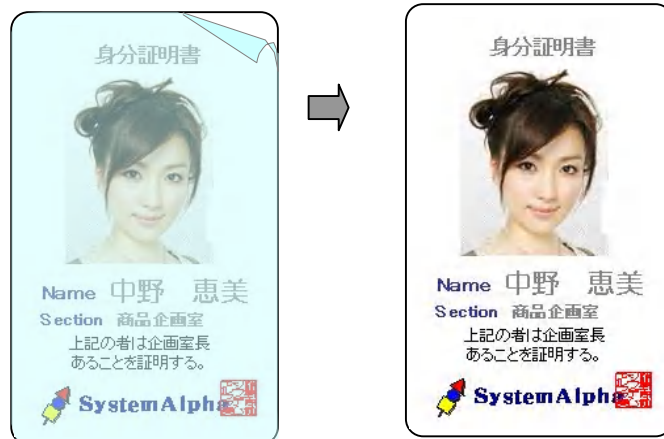 身分証明書
Name 中野 恵美
Section 商品企画室
上記の者は企画室長
あることを証明する。
SystemAlpha
身分証明書
Name 中野 恵美
Section 商品企画室
上記の者は企画室長
あることを証明する。
SystemAlpha